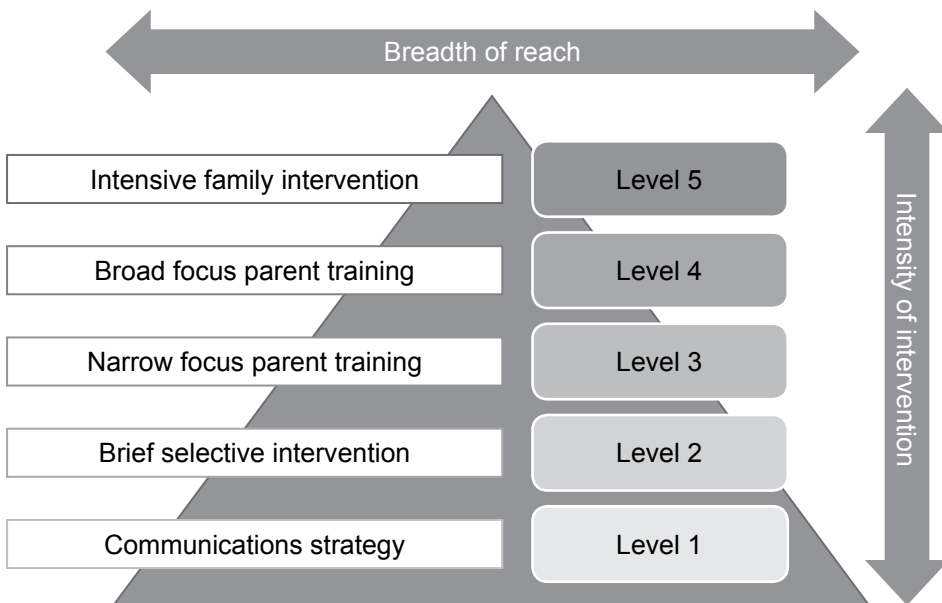 Breadth of reach
Intensive family intervention
Level 5
Broad focus parent training
Level 4
Narrow focus parent training
Level 3
Brief selective intervention
Level 2
Communications strategy
Level 1
Intensity of intervention